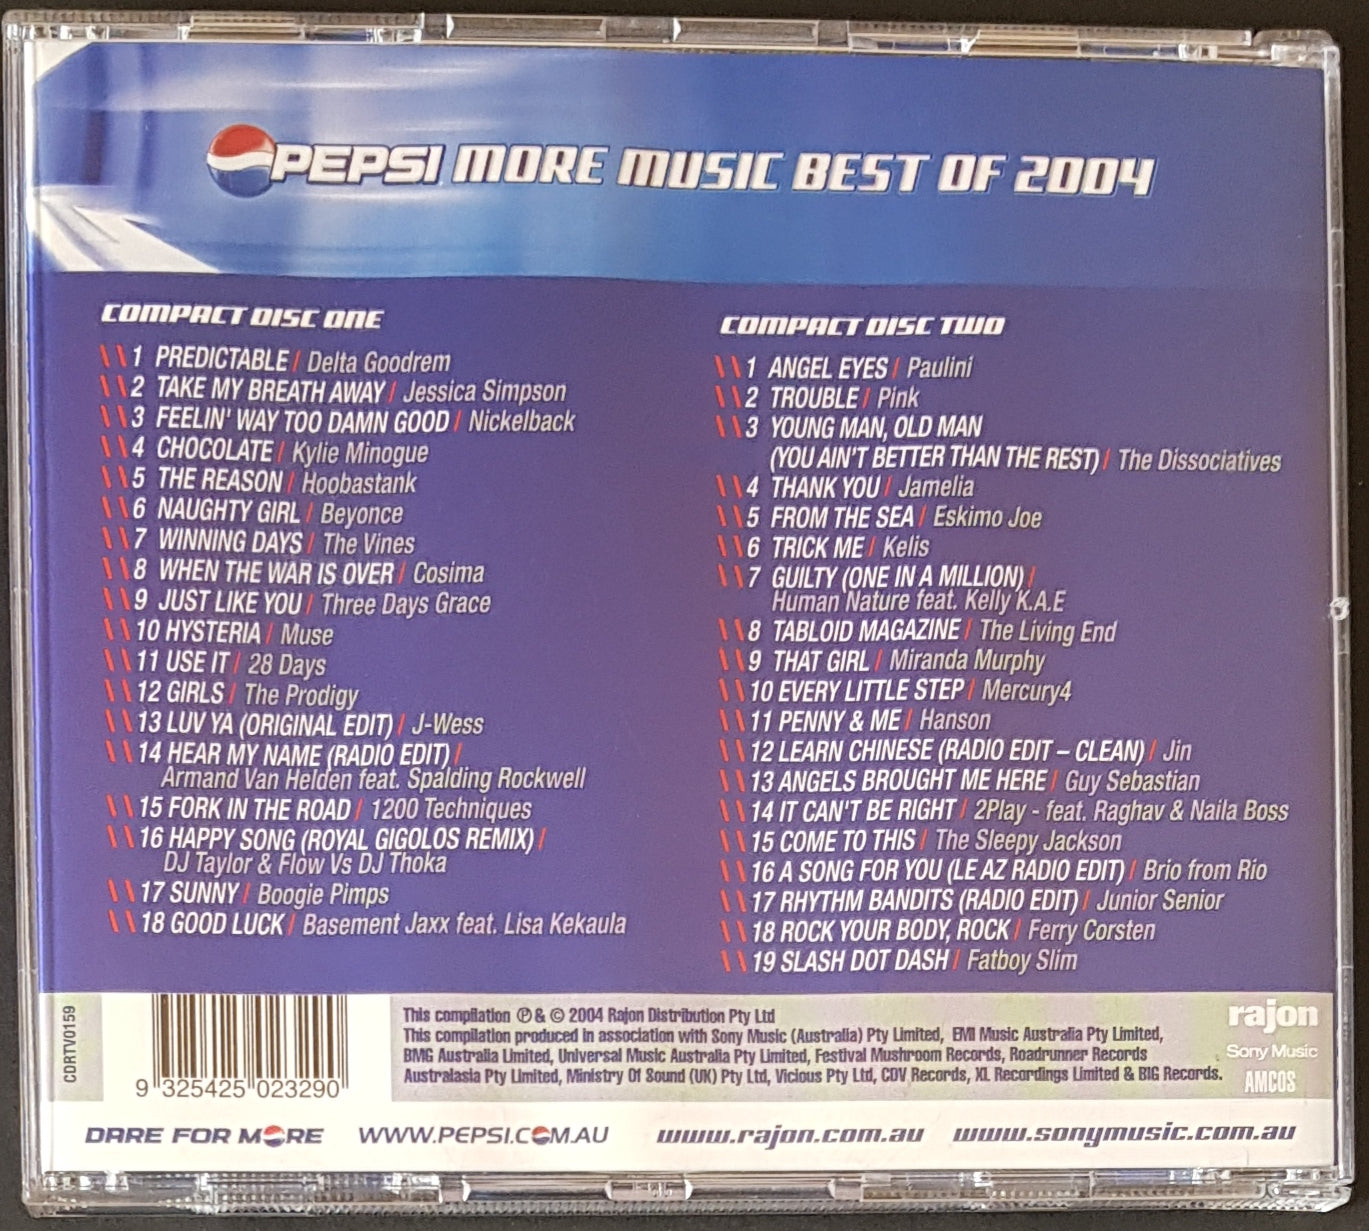 PEPSI MORE MUSIC BEST OF 2004
COMPACT DISC ONE
\\1 PREDICTABLE / Delta Goodrem
\\2 TAKE MY BREATH AWAY / Jessica Simpson
\\3 FEELIN' WAY TOO DAMN GOOD / Nickelback
\\4 CHOCOLATE / Kylie Minogue
\\5 THE REASON / Hoobastank
\\6 NAUGHTY GIRL / Beyonce
\\7 WINNING DAYS / The Vines
\\8 WHEN THE WAR IS OVER / Cosima
\\9 JUST LIKE YOU / Three Days Grace
\\10 HYSTERIA / Muse
\\11 USE IT / 28 Days
\\12 GIRLS / The Prodigy
\\13 LUV YA (ORIGINAL EDIT) / J-Wess
\\14 HEAR MY NAME (RADIO EDIT) /
Armand Van Helden feat. Spalding Rockwell
\\15 FORK IN THE ROAD / 1200 Techniques
\\16 HAPPY SONG (ROYAL GIGOLOS REMIX) /
DJ Taylor & Flow Vs DJ Thoka
\\17 SUNNY / Boogie Pimps
\\18 GOOD LUCK / Basement Jaxx feat. Lisa Kekaula
COMPACT DISC TWO
\\1 ANGEL EYES / Paulini
\\2 TROUBLE / Pink
\\3 YOUNG MAN, OLD MAN
(YOU AIN'T BETTER THAN THE REST) / The Dissociatives
\\4 THANK YOU / Jamelia
\\5 FROM THE SEA / Eskimo Joe
\\6 TRICK ME / Kelis
\\7 GUILTY (ONE IN A MILLION) /
Human Nature feat. Kelly K.A.E
\\8 TABLOID MAGAZINE / The Living End
\\9 THAT GIRL / Miranda Murphy
\\10 EVERY LITTLE STEP / Mercury4
\\11 PENNY & ME / Hanson
\\12 LEARN CHINESE (RADIO EDIT – CLEAN) / Jin
\\13 ANGELS BROUGHT ME HERE / Guy Sebastian
\\14 IT CAN'T BE RIGHT / 2Play - feat. Raghav & Naila Boss
\\15 COME TO THIS / The Sleepy Jackson
\\16 A SONG FOR YOU (LE AZ RADIO EDIT) / Brio from Rio
\\17 RHYTHM BANDITS (RADIO EDIT) / Junior Senior
\\18 ROCK YOUR BODY, ROCK / Ferry Corsten
\\19 SLASH DOT DASH / Fatboy Slim
CDRTV0159
9 325425 023290
This compilation ℗ & © 2004 Rajon Distribution Pty Ltd
This compilation produced in association with Sony Music (Australia) Pty Limited, EMI Music Australia Pty Limited,
BMG Australia Limited, Universal Music Australia Pty Limited, Festival Mushroom Records, Roadrunner Records
Australasia Pty Limited, Ministry Of Sound (UK) Pty Ltd, Vicious Pty Ltd, CDV Records, XL Recordings Limited & BIG Records.
rajon
Sony Music
AMCOS
DARE FOR MORE WWW.PEPSI.COM.AU www.rajon.com.au www.sonymusic.com.au